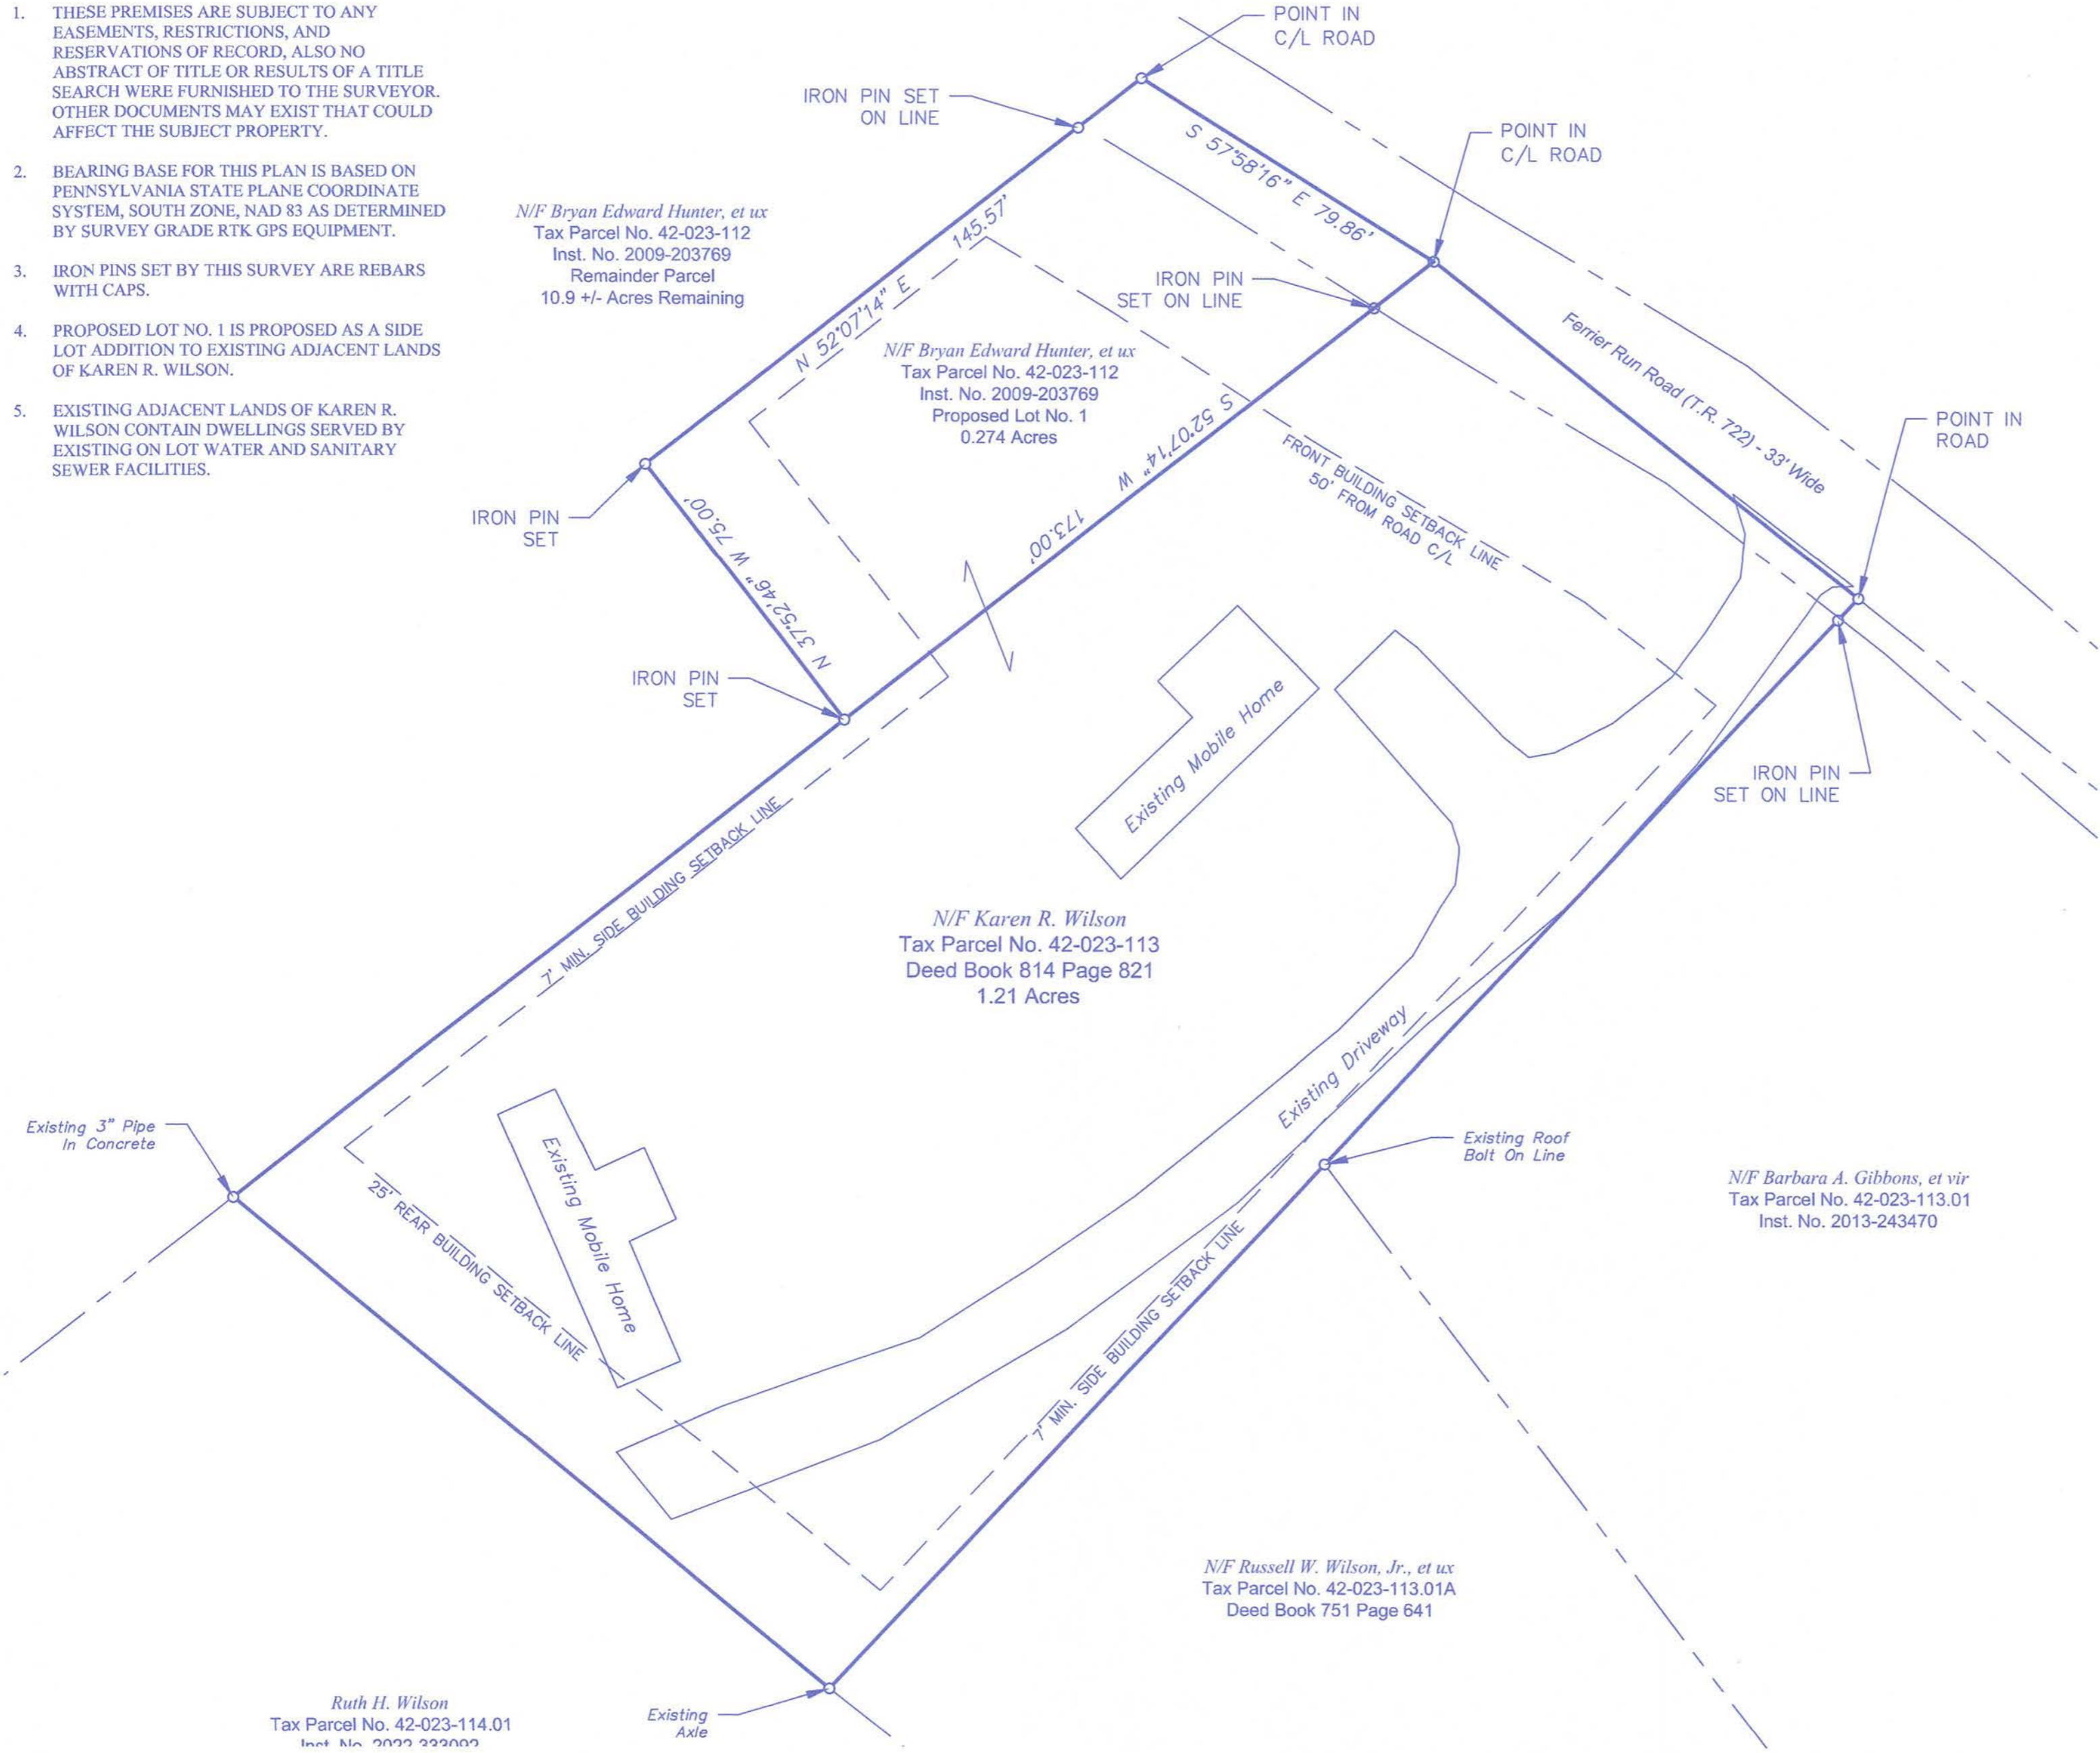 1. THESE PREMISES ARE SUBJECT TO ANY
EASEMENTS, RESTRICTIONS, AND
RESERVATIONS OF RECORD, ALSO NO
ABSTRACT OF TITLE OR RESULTS OF A TITLE
SEARCH WERE FURNISHED TO THE SURVEYOR.
OTHER DOCUMENTS MAY EXIST THAT COULD
AFFECT THE SUBJECT PROPERTY.
2. BEARING BASE FOR THIS PLAN IS BASED ON
PENNSYLVANIA STATE PLANE COORDINATE
SYSTEM, SOUTH ZONE, NAD 83 AS DETERMINED
BY SURVEY GRADE RTK GPS EQUIPMENT.
3. IRON PINS SET BY THIS SURVEY ARE REBARS
WITH CAPS.
4. PROPOSED LOT NO. 1 IS PROPOSED AS A SIDE
LOT ADDITION TO EXISTING ADJACENT LANDS
OF KAREN R. WILSON.
5. EXISTING ADJACENT LANDS OF KAREN R.
WILSON CONTAIN DWELLINGS SERVED BY
EXISTING ON LOT WATER AND SANITARY
SEWER FACILITIES.
POINT IN
C/L ROAD
IRON PIN SET
ON LINE
S 57°58'16" E 79.86'
POINT IN
C/L ROAD
N/F Bryan Edward Hunter, et ux
Tax Parcel No. 42-023-112
Inst. No. 2009-203769
Remainder Parcel
10.9 +/- Acres Remaining
N 52°07'14" E
145.57'
IRON PIN
SET ON LINE
N/F Bryan Edward Hunter, et ux
Tax Parcel No. 42-023-112
Inst. No. 2009-203769
Proposed Lot No. 1
0.274 Acres
Ferrier Run Road (T.R. 722) - 33' Wide
POINT IN
ROAD
S 52°07'14" W
173.00'
FRONT BUILDING SETBACK LINE
50' FROM ROAD C/L
IRON PIN
SET
N 37°52'46" W 75.00'
IRON PIN
SET
Existing Mobile Home
IRON PIN
SET ON LINE
7' MIN. SIDE BUILDING SETBACK LINE
N/F Karen R. Wilson
Tax Parcel No. 42-023-113
Deed Book 814 Page 821
1.21 Acres
Existing Driveway
Existing 3" Pipe
In Concrete
Existing Roof
Bolt On Line
Existing Mobile Home
25' REAR BUILDING SETBACK LINE
N/F Barbara A. Gibbons, et vir
Tax Parcel No. 42-023-113.01
Inst. No. 2013-243470
7' MIN. SIDE BUILDING SETBACK LINE
N/F Russell W. Wilson, Jr., et ux
Tax Parcel No. 42-023-113.01A
Deed Book 751 Page 641
Ruth H. Wilson
Tax Parcel No. 42-023-114.01
Inst. No. 2022-333092
Existing
Axle